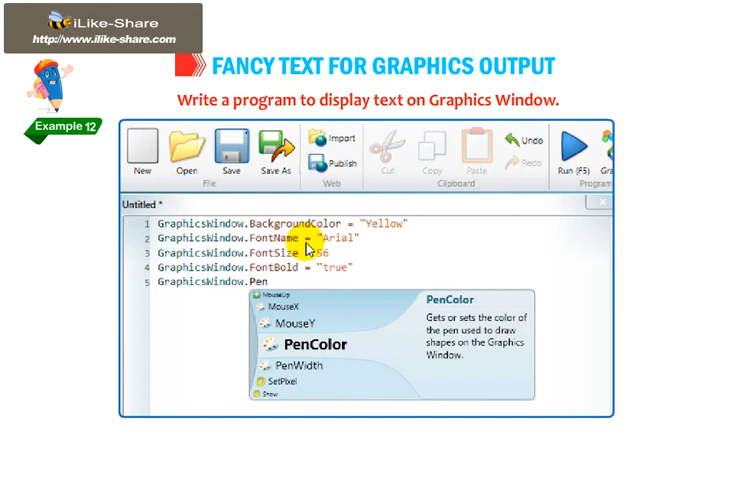 iLike-Share
http://www.ilike-share.com
FANCY TEXT FOR GRAPHICS OUTPUT
Write a program to display text on Graphics Window.
Example 12
New
Open
Save
Save As
Import
Publish
Cut
Copy
Paste
Undo
Redo
Run (F5)
Gra
File
Web
Clipboard
Program
Untitled *
1 GraphicsWindow.BackgroundColor = "Yellow"
2 GraphicsWindow.FontName = "Arial"
3 GraphicsWindow.FontSize 56
4 GraphicsWindow.FontBold = "true"
5 GraphicsWindow.Pen
MouseUp
MouseX
MouseY
PenColor
PenWidth
SetPixel
Show
PenColor
Gets or sets the color of
the pen used to draw
shapes on the Graphics
Window.